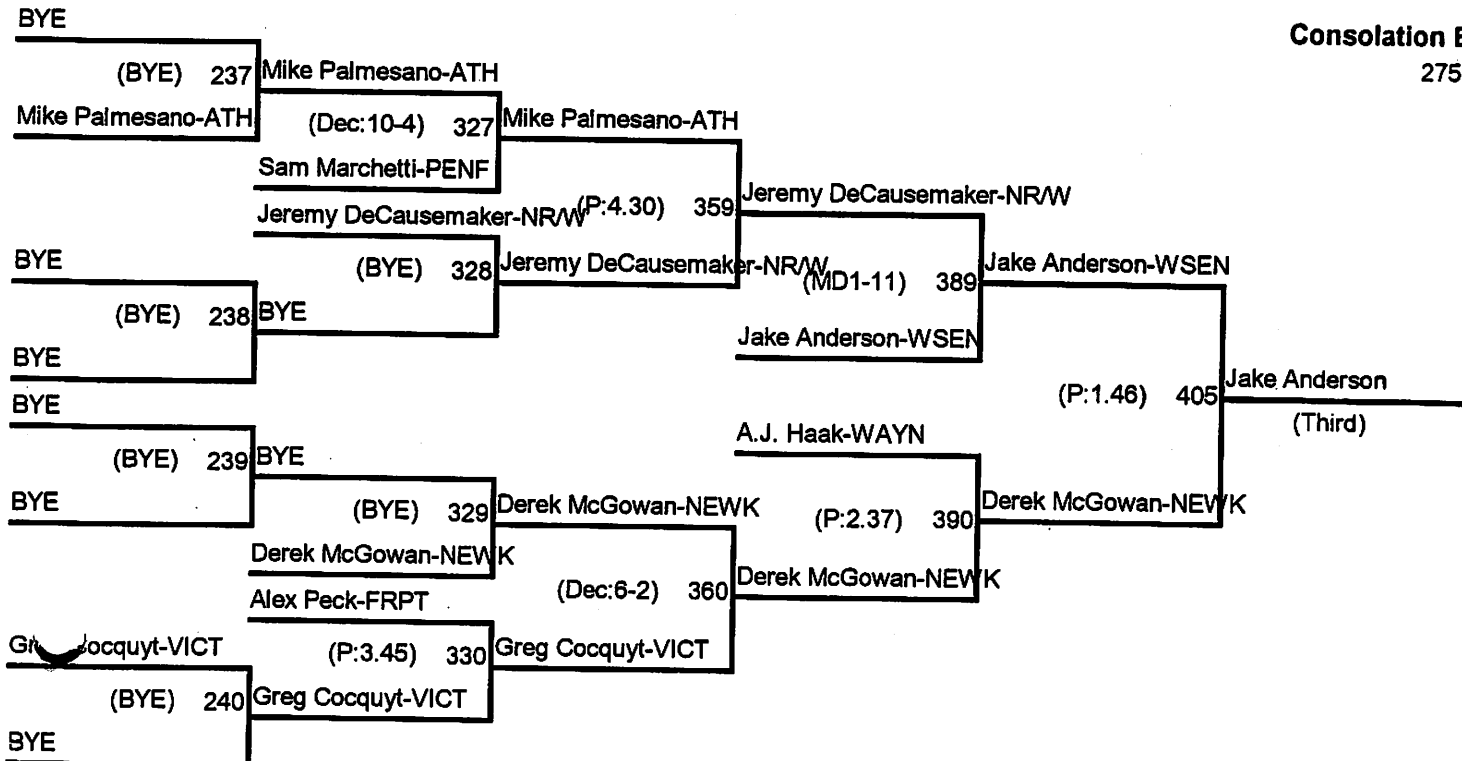 BYE
Consolation
275
(BYE) 237 Mike Palmesano-ATH
Mike Palmesano-ATH
(Dec:10-4) 327 Mike Palmesano-ATH
Sam Marchetti-PENF
Jeremy DeCausemaker-NR/W
(P:4.30) 359 Jeremy DeCausemaker-NR/W
BYE
(BYE) 328 Jeremy DeCausemaker-NR/W
(MD1-11) 389 Jake Anderson-WSEN
(BYE) 238 BYE
Jake Anderson-WSEN
BYE
(P:1.46) 405 Jake Anderson
(Third)
BYE
A.J. Haak-WAYN
(BYE) 239 BYE
BYE
(BYE) 329 Derek McGowan-NEWK
(P:2.37) 390 Derek McGowan-NEWK
Derek McGowan-NEWK
(Dec:6-2) 360 Derek McGowan-NEWK
Alex Peck-FRPT
ocquyt-VICT
(P:3.45) 330 Greg Cocquyt-VICT
(BYE) 240 Greg Cocquyt-VICT
BYE